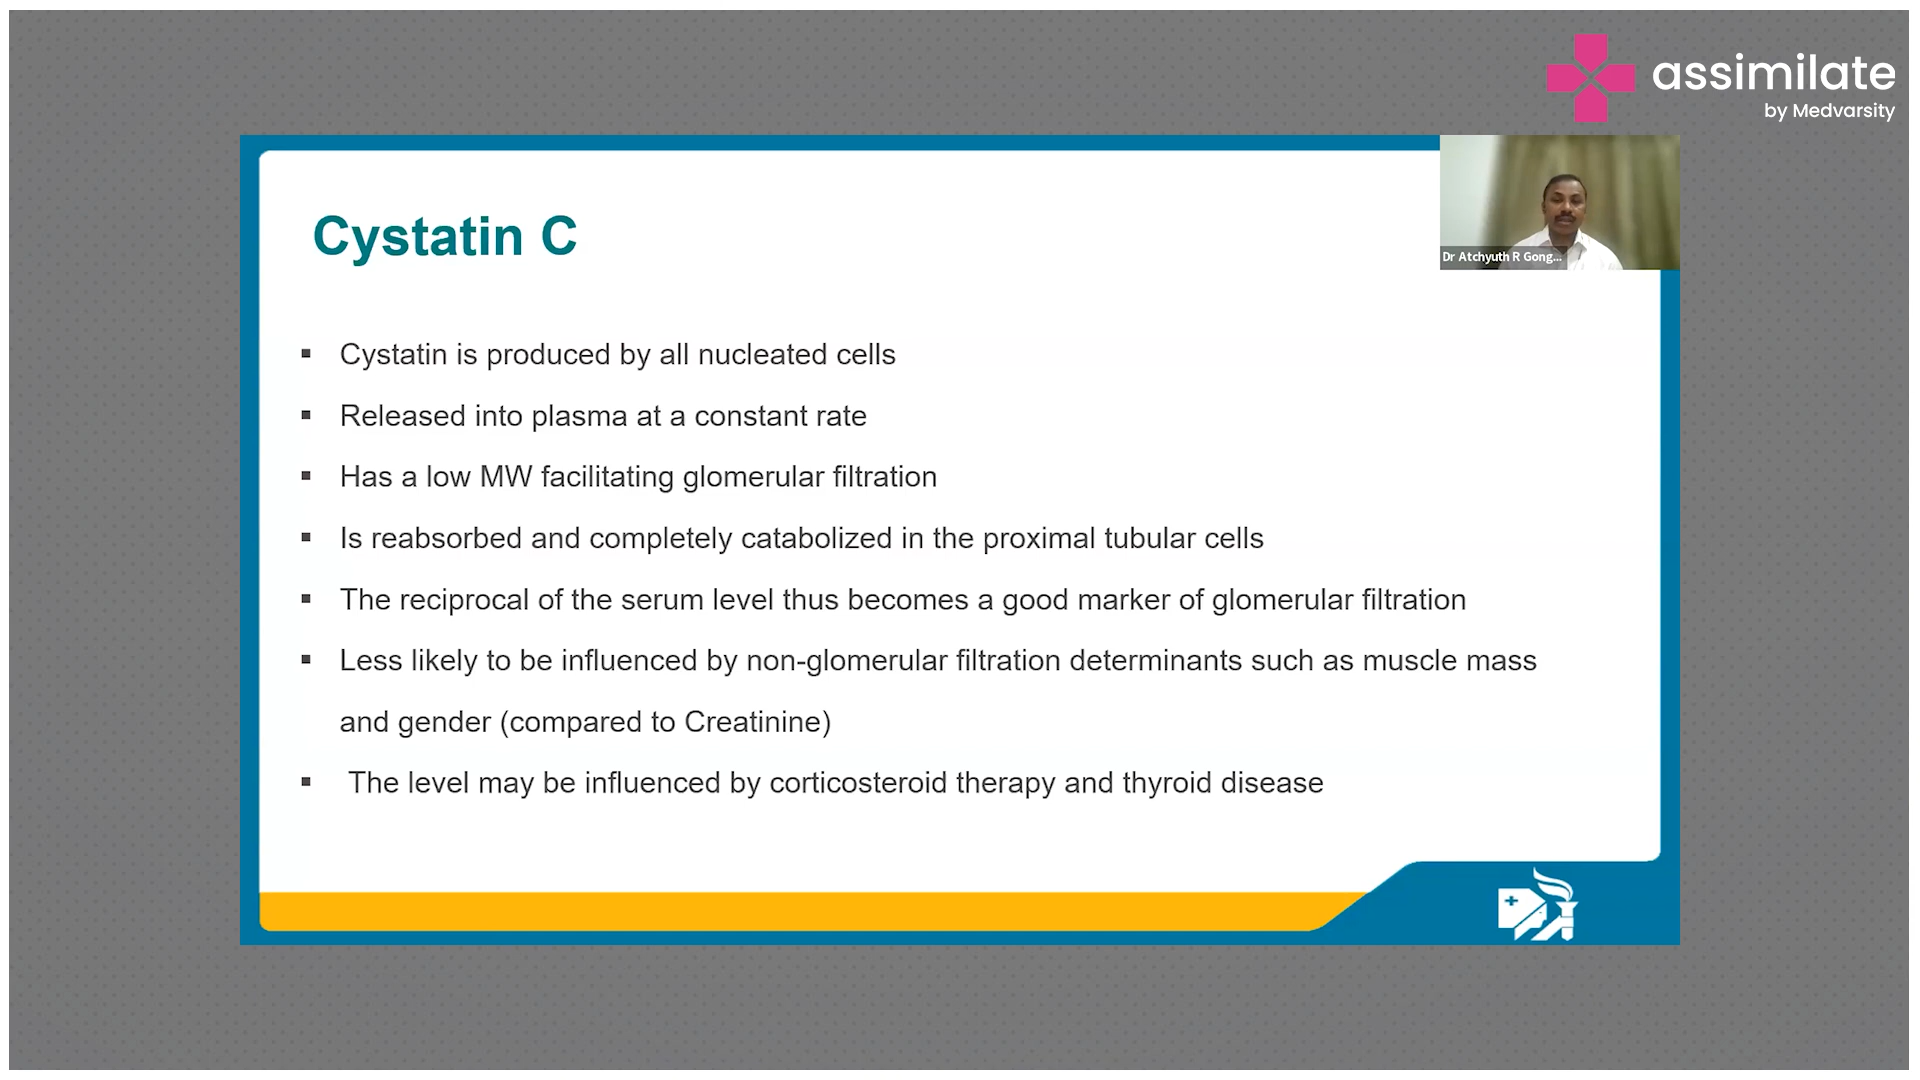 assimilate
by Medvarsity
Dr Atchyuth R Gong...
Cystatin C
▪ Cystatin is produced by all nucleated cells
▪ Released into plasma at a constant rate
▪ Has a low MW facilitating glomerular filtration
▪ Is reabsorbed and completely catabolized in the proximal tubular cells
▪ The reciprocal of the serum level thus becomes a good marker of glomerular filtration
▪ Less likely to be influenced by non-glomerular filtration determinants such as muscle mass
and gender (compared to Creatinine)
▪ The level may be influenced by corticosteroid therapy and thyroid disease